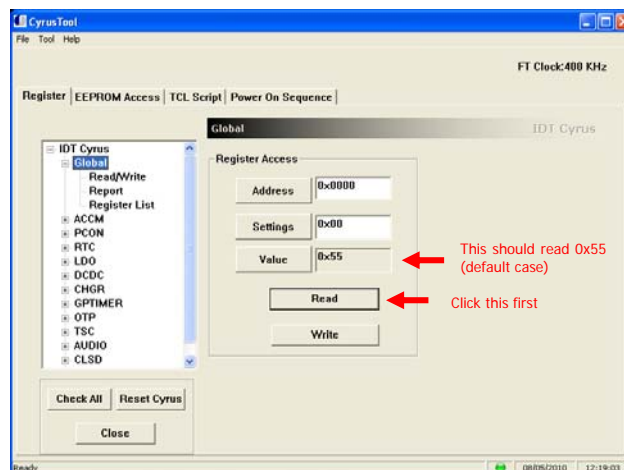 CyrusTool
File Tool Help
FT Clock:400 KHz
Register EEPROM Access TCL Script Power On Sequence
Global IDT Cyrus
IDT Cyrus
Global
Read/Write
Report
Register List
ACCM
PCON
RTC
LDO
DCDC
CHGR
GPTIMER
OTP
TSC
AUDIO
CLSD
Register Access
Address 0x0000
Settings 0x00
Value 0x55
Read
Write
This should read 0x55
(default case)
Click this first
Check All Reset Cyrus
Close
Ready 08/05/2010 12:19:03